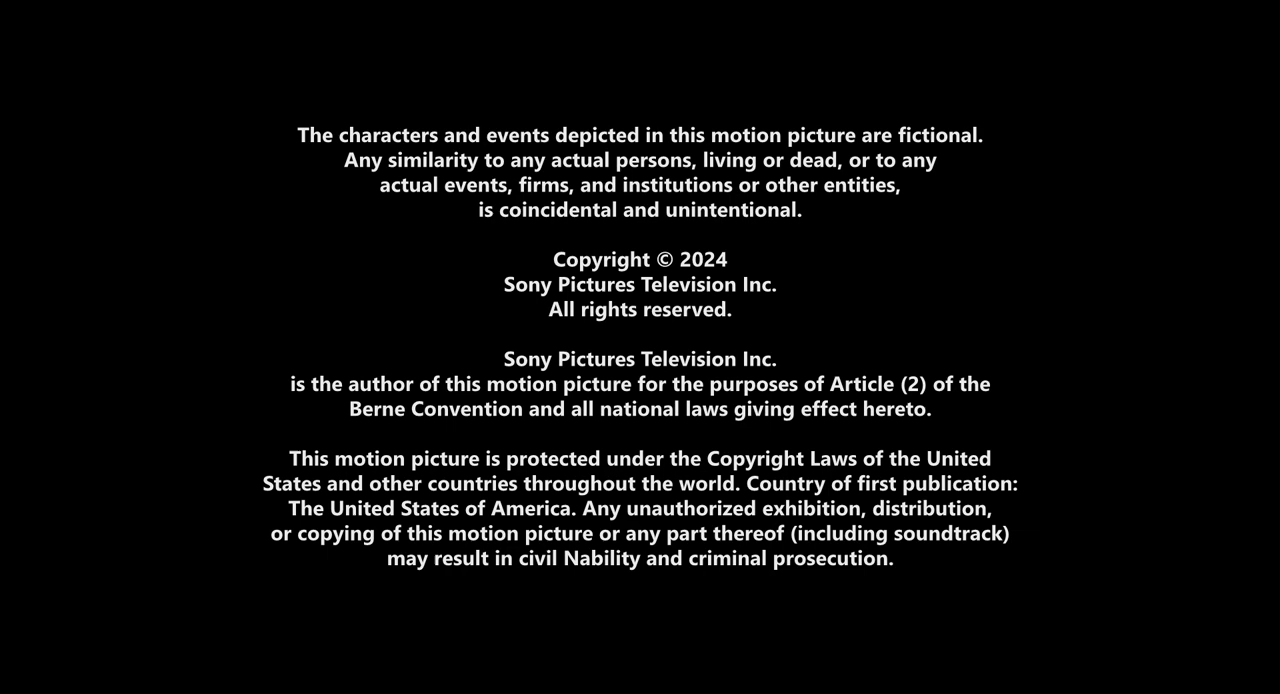 The characters and events depicted in this motion picture are fictional.
Any similarity to any actual persons, living or dead, or to any
actual events, firms, and institutions or other entities,
is coincidental and unintentional.
Copyright © 2024
Sony Pictures Television Inc.
All rights reserved.
Sony Pictures Television Inc.
is the author of this motion picture for the purposes of Article (2) of the
Berne Convention and all national laws giving effect hereto.
This motion picture is protected under the Copyright Laws of the United
States and other countries throughout the world. Country of first publication:
The United States of America. Any unauthorized exhibition, distribution,
or copying of this motion picture or any part thereof (including soundtrack)
may result in civil Nability and criminal prosecution.